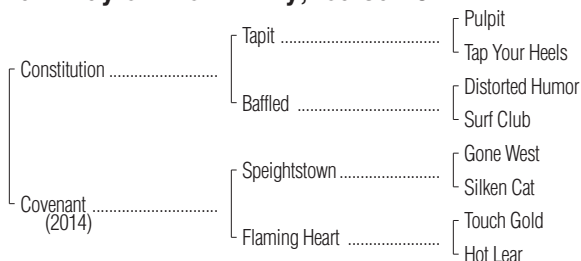 Pulpit
Tapit
Tap Your Heels
Constitution
Distorted Humor
Baffled
Surf Club
Gone West
Speightstown
Silken Cat
Covenant
(2014)
Touch Gold
Flaming Heart
Hot Lear